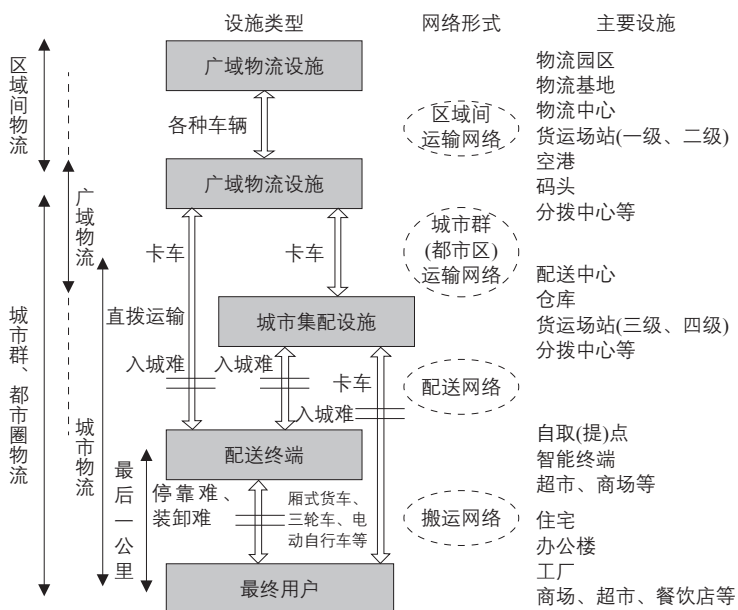 设施类型
网络形式
主要设施
区域间物流
广域物流
城市群、都市圈物流
城市物流
最后一公里
广域物流设施
各种车辆
广域物流设施
卡车
卡车
直拨运输
城市集配设施
入城难
入城难
卡车
入城难
配送终端
停靠难、
装卸难
厢式货车、
三轮车、电
动自行车等
最终用户
区域间
运输网络
城市群
(都市区)
运输网络
配送网络
搬运网络
物流园区
物流基地
物流中心
货运场站(一级、二级)
空港
码头
分拨中心等
配送中心
仓库
货运场站(三级、四级)
分拨中心等
自取(提)点
智能终端
超市、商场等
住宅
办公楼
工厂
商场、超市、餐饮店等